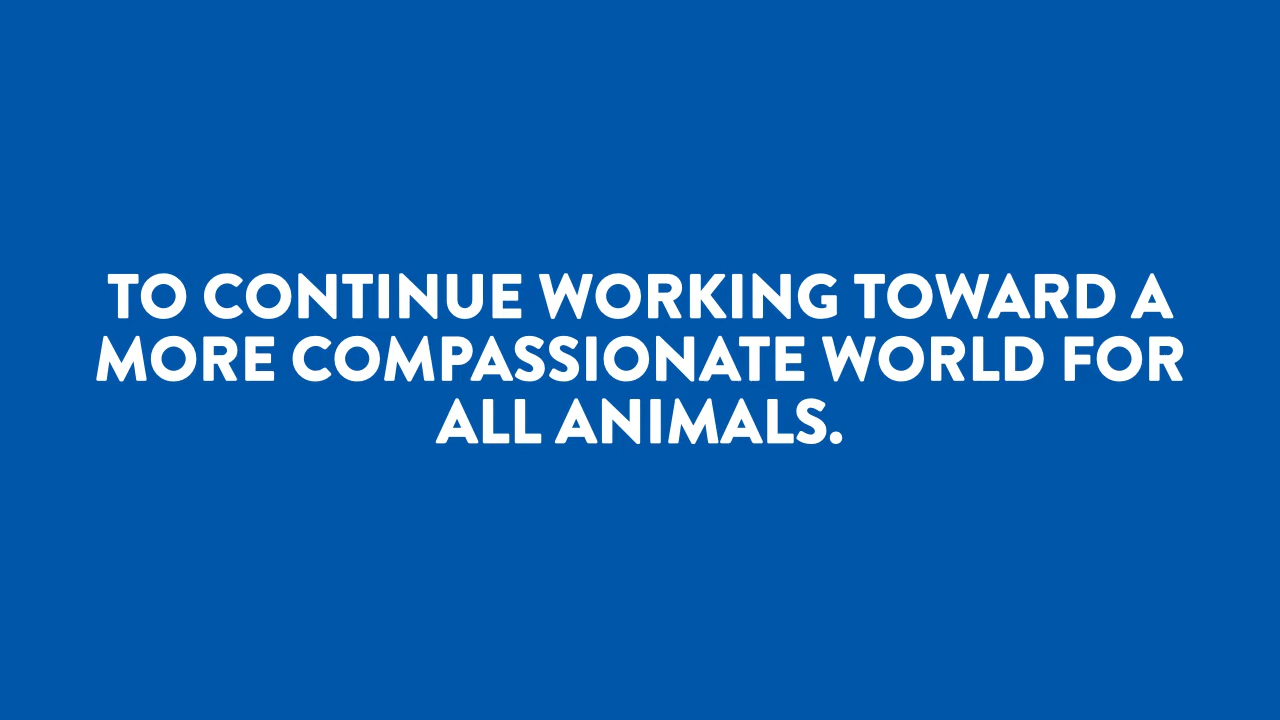 TO CONTINUE WORKING TOWARD A
MORE COMPASSIONATE WORLD FOR
ALL ANIMALS.